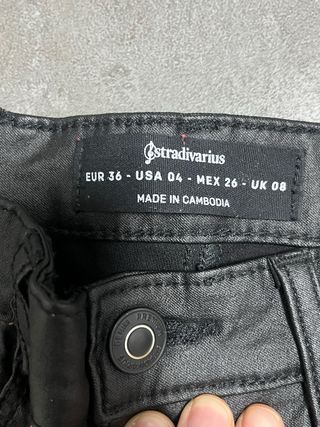 stradivarius
EUR 36 - USA 04 - MEX 26 - UK 08
MADE IN CAMBODIA